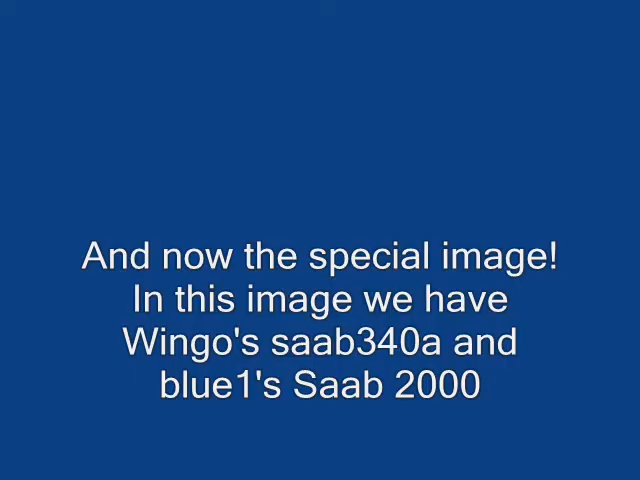 And now the special image!
In this image we have
Wingo's saab340a and
blue1's Saab 2000